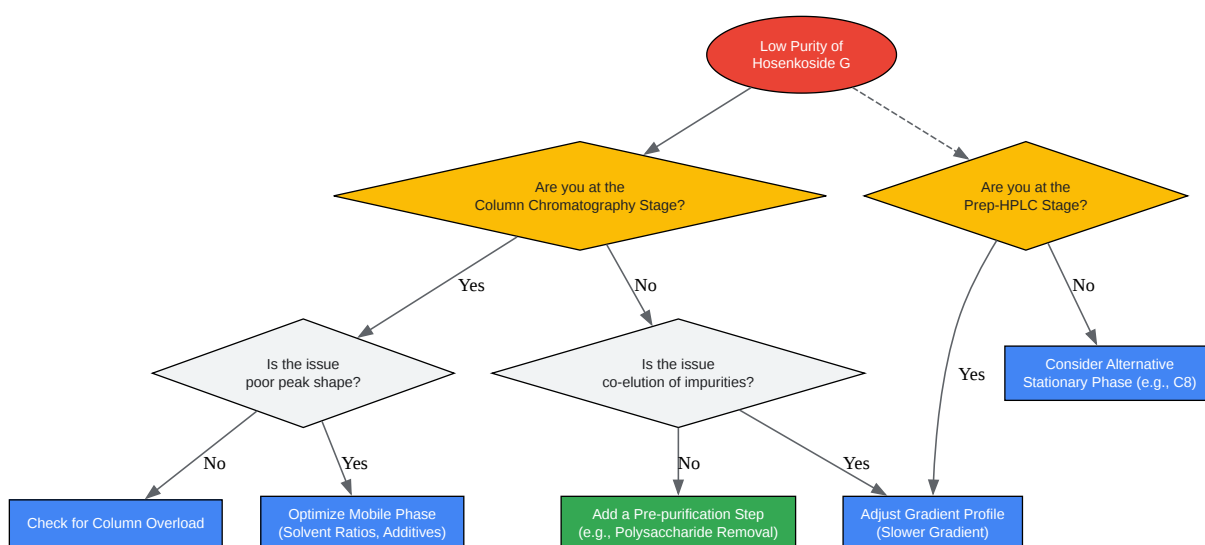 Low Purity of
Hosenkoside G
Are you at the
Column Chromatography Stage?
Are you at the
Prep-HPLC Stage?
Yes
No
No
Is the issue
poor peak shape?
Is the issue
co-elution of impurities?
Consider Alternative
Stationary Phase (e.g., C8)
Yes
No
Yes
No
Yes
Check for Column Overload
Optimize Mobile Phase
(Solvent Ratios, Additives)
Add a Pre-purification Step
(e.g., Polysaccharide Removal)
Adjust Gradient Profile
(Slower Gradient)